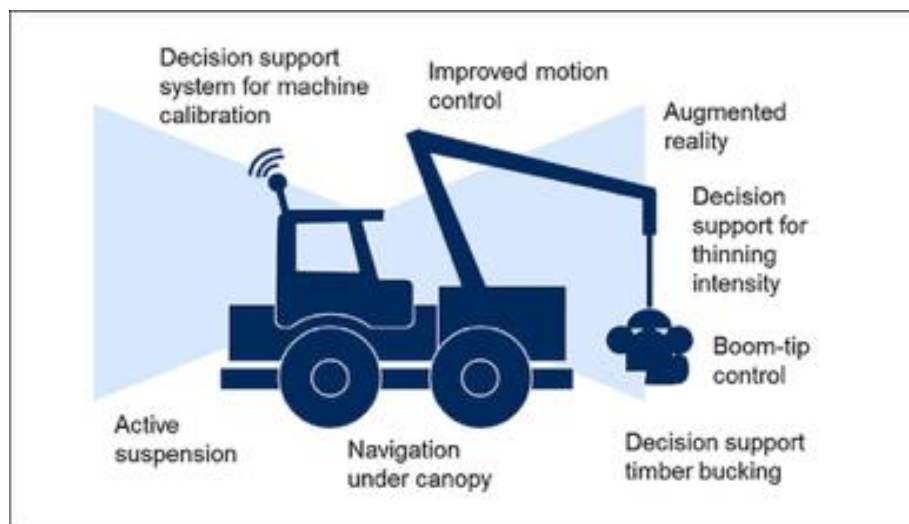 Decision support
system for machine
calibration
Improved motion
control
Augmented
reality
Decision
support for
thinning
intensity
Boom-tip
control
Active
suspension
Navigation
under canopy
Decision support
timber bucking